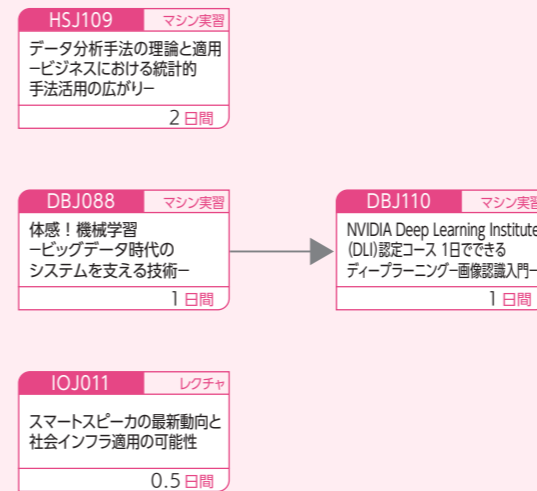 HSJ109 マシン実習
データ分析手法の理論と適用
−ビジネスにおける統計的
手法活用の広がり−
2日間
DBJ088 マシン実習
体感！機械学習
−ビッグデータ時代の
システムを支える技術−
1日間
DBJ110 マシン実習
NVIDIA Deep Learning Institute
(DLI)認定コース 1日でできる
ディープラーニング−画像認識入門−
1日間
IOJ011 レクチャ
スマートスピーカの最新動向と
社会インフラ適用の可能性
0.5日間